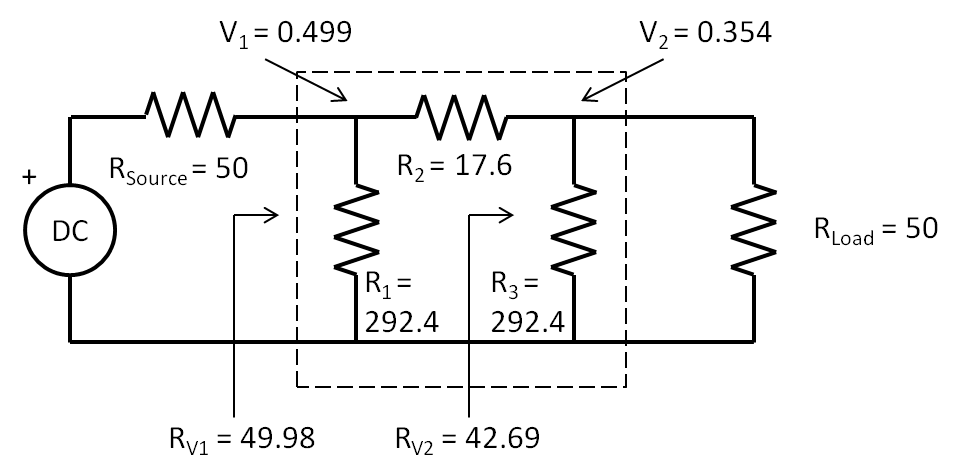 V1 = 0.499
V2 = 0.354
RSource = 50
R2 = 17.6
+
DC
RLoad = 50
R1 =
292.4
R3 =
292.4
RV1 = 49.98
RV2 = 42.69